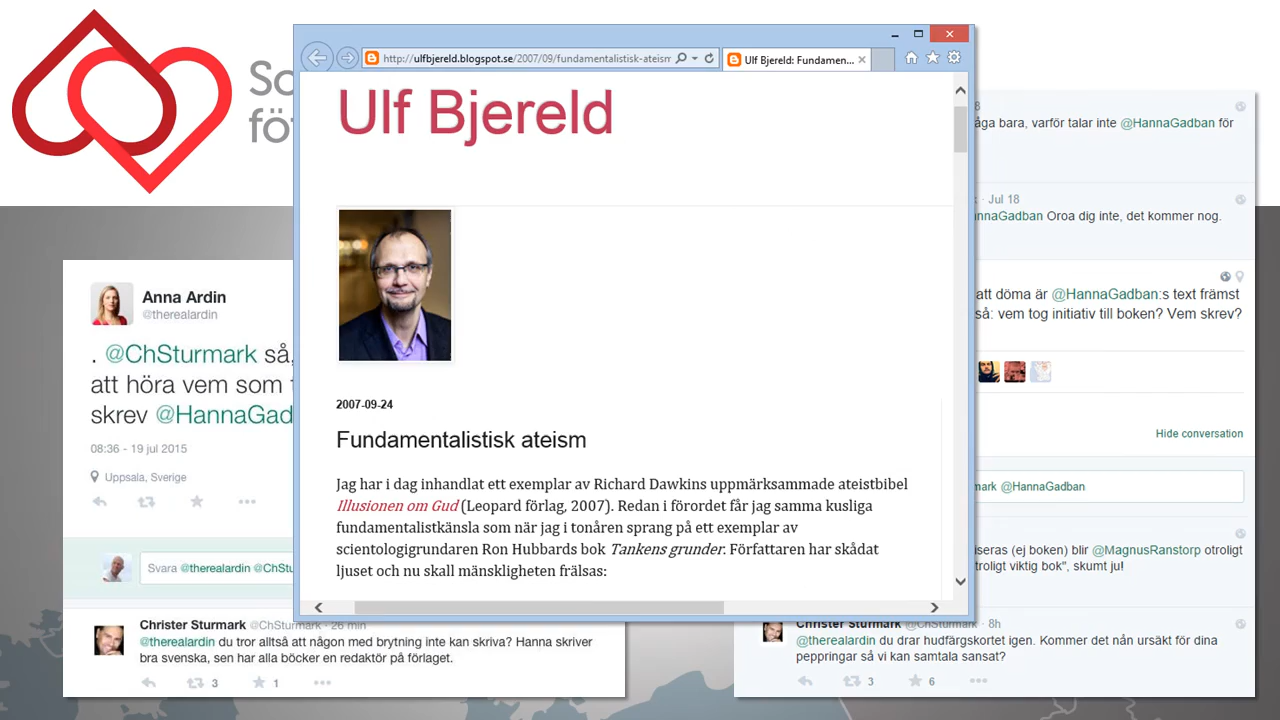 So
föt
http://ulfbjereld.blogspot.se/2007/09/fundamentalistisk-ateism
Ulf Bjereld: Fundamen...
Ulf Bjereld
2007-09-24
Fundamentalistisk ateism
Jag har i dag inhandlat ett exemplar av Richard Dawkins uppmärksammade ateistbibel
Illusionen om Gud (Leopard förlag, 2007). Redan i förordet får jag samma kusliga
fundamentalistkänsla som när jag i tonåren sprang på ett exemplar av
scientologigrundaren Ron Hubbards bok Tankens grunder. Författaren har skådat
ljuset och nu skall mänskligheten frälsas:
Anna Ardin
@therealardin
. @ChSturmark så,
att höra vem som
skrev @HannaGad
08:36 - 19 jul 2015
Uppsala, Sverige
Svara @therealardin @ChStu
Christer Sturmark @ChSturmark · 26 min
@therealardin du tror alltså att någon med brytning inte kan skriva? Hanna skriver
bra svenska, sen har alla böcker en redaktör på förlaget.
3 1
8
åga bara, varför talar inte @HannaGadban för
· Jul 18
nnaGadban Oroa dig inte, det kommer nog.
att döma är @HannaGadban:s text främst
så: vem tog initiativ till boken? Vem skrev?
Hide conversation
mark @HannaGadban
iseras (ej boken) blir @MagnusRanstorp otroligt
troligt viktig bok", skumt ju!
Christer Sturmark @ChSturmark · 8h
@therealardin du drar hudfärgskortet igen. Kommer det nån ursäkt för dina
peppringar så vi kan samtala sansat?
3 6